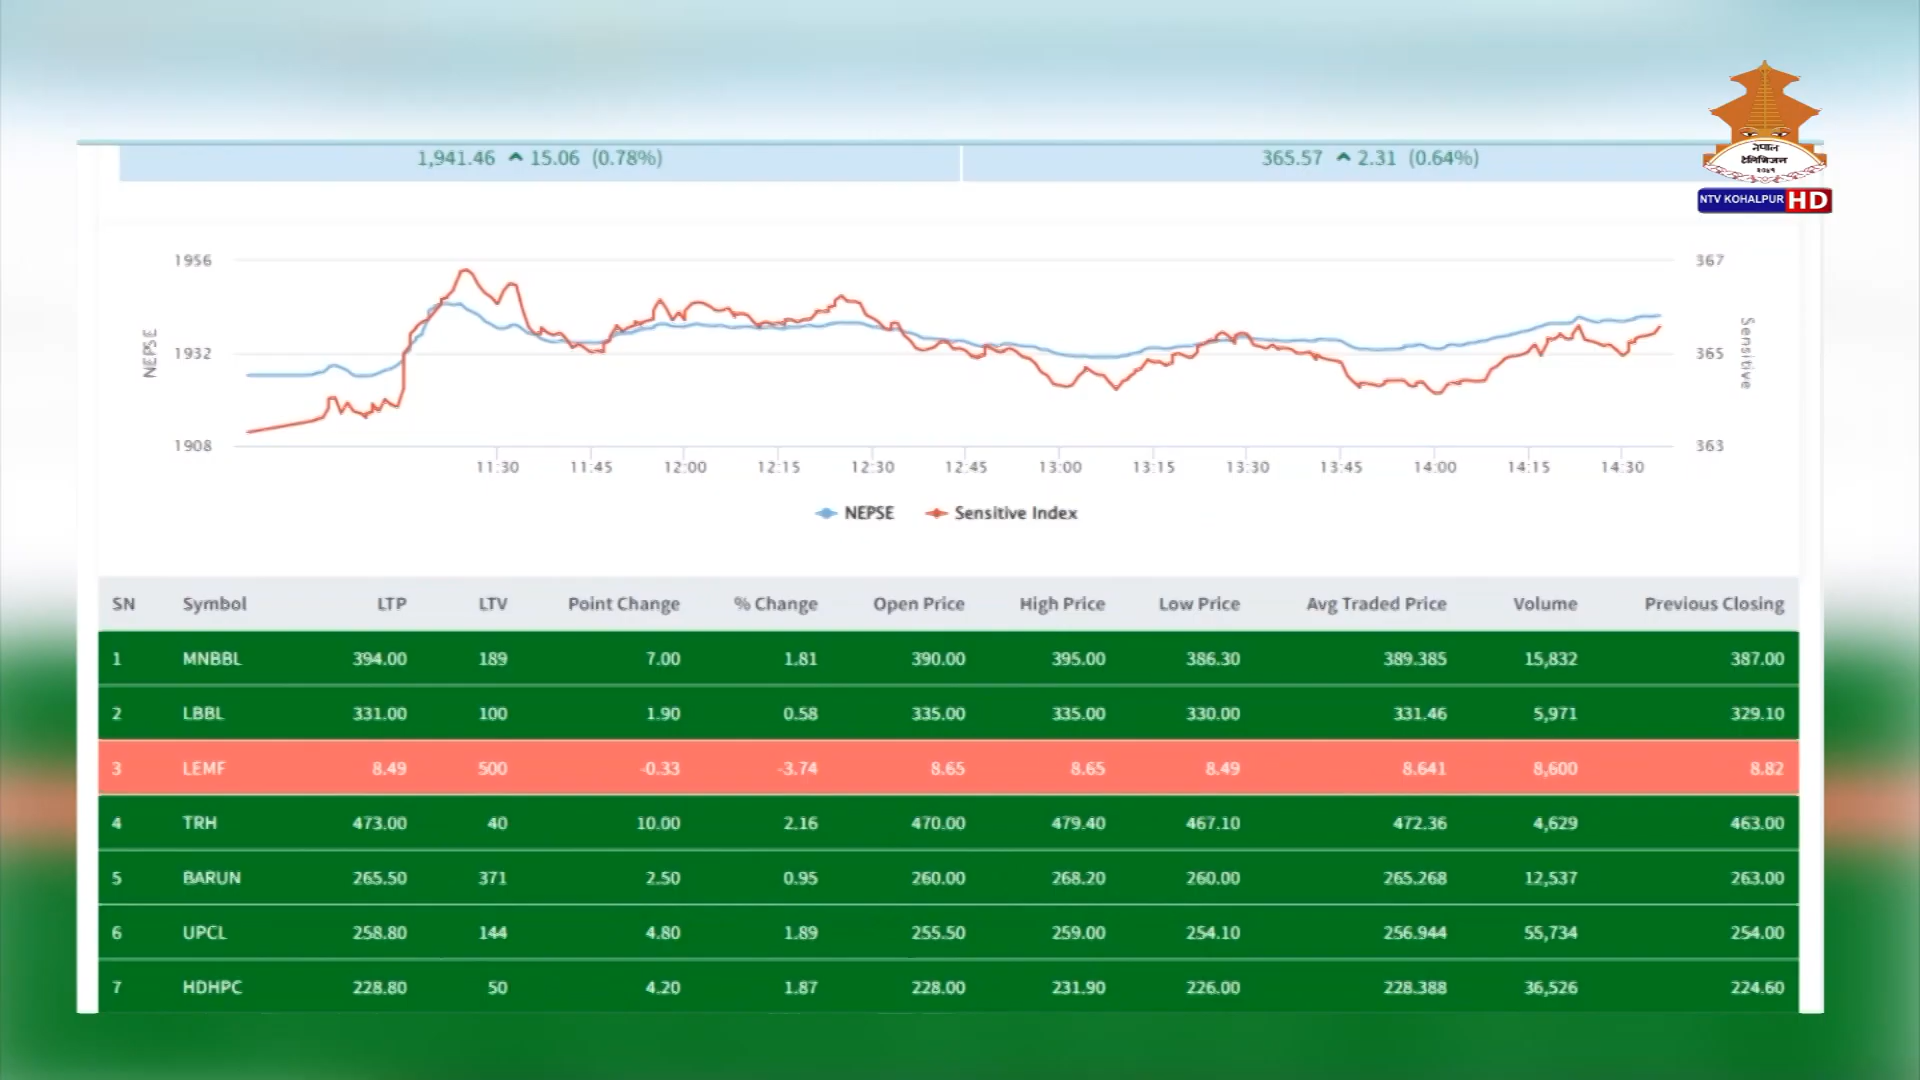 नेपाल
टेलिभिजन
२०४१
NTV KOHALPUR HD
1,941.46 15.06 (0.78%) 365.57 2.31 (0.64%)
1956 367
NEPSE 1932 365 Sensitive
1908 363
11:30 11:45 12:00 12:15 12:30 12:45 13:00 13:15 13:30 13:45 14:00 14:15 14:30
NEPSE Sensitive Index
SN Symbol LTP LTV Point Change % Change Open Price High Price Low Price Avg Traded Price Volume Previous Closing
1 MNBBL 394.00 189 7.00 1.81 390.00 395.00 386.30 389.385 15,832 387.00
2 LBBL 331.00 100 1.90 0.58 335.00 335.00 330.00 331.46 5,971 329.10
3 LEMF 8.49 500 -0.33 -3.74 8.65 8.65 8.49 8.641 8,600 8.82
4 TRH 473.00 40 10.00 2.16 470.00 479.40 467.10 472.36 4,629 463.00
5 BARUN 265.50 371 2.50 0.95 260.00 268.20 260.00 265.268 12,537 263.00
6 UPCL 258.80 144 4.80 1.89 255.50 259.00 254.10 256.944 55,734 254.00
7 HDHPC 228.80 50 4.20 1.87 228.00 231.90 226.00 228.388 36,526 224.60